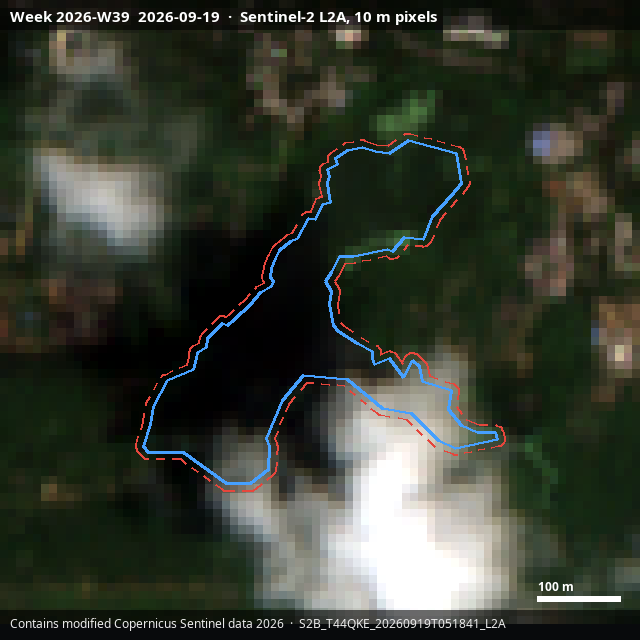 Week 2026-W39  2026-09-19  ·  Sentinel-2 L2A, 10 m pixels
100 m
Contains modified Copernicus Sentinel data 2026  ·  S2B_T44QKE_20260919T051841_L2A